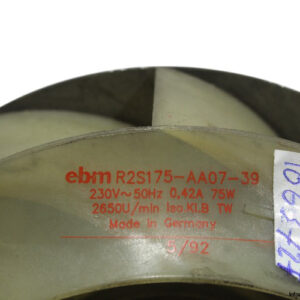 ebm R2S175-AA07-39
230V~50Hz 0,42A 75W
2650U/min Iso Kl.B TW
Made in Germany
5/92